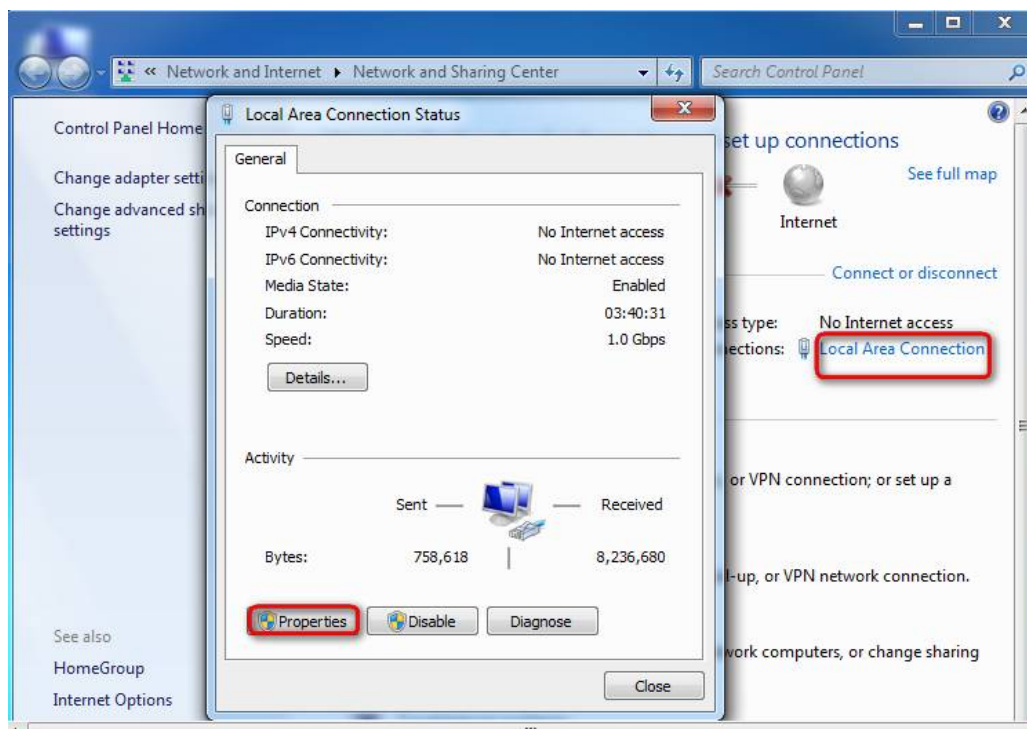 « Network and Internet ▸ Network and Sharing Center
Search Control Panel
Control Panel Home
Change adapter setti
Change advanced sh
settings
See also
HomeGroup
Internet Options
Local Area Connection Status
General
Connection
IPv4 Connectivity: No Internet access
IPv6 Connectivity: No Internet access
Media State: Enabled
Duration: 03:40:31
Speed: 1.0 Gbps
Details...
Activity
Sent — — Received
Bytes: 758,618 | 8,236,680
Properties Disable Diagnose
Close
set up connections
See full map
Internet
Connect or disconnect
ss type: No Internet access
ections: Local Area Connection
or VPN connection; or set up a
l-up, or VPN network connection.
work computers, or change sharing